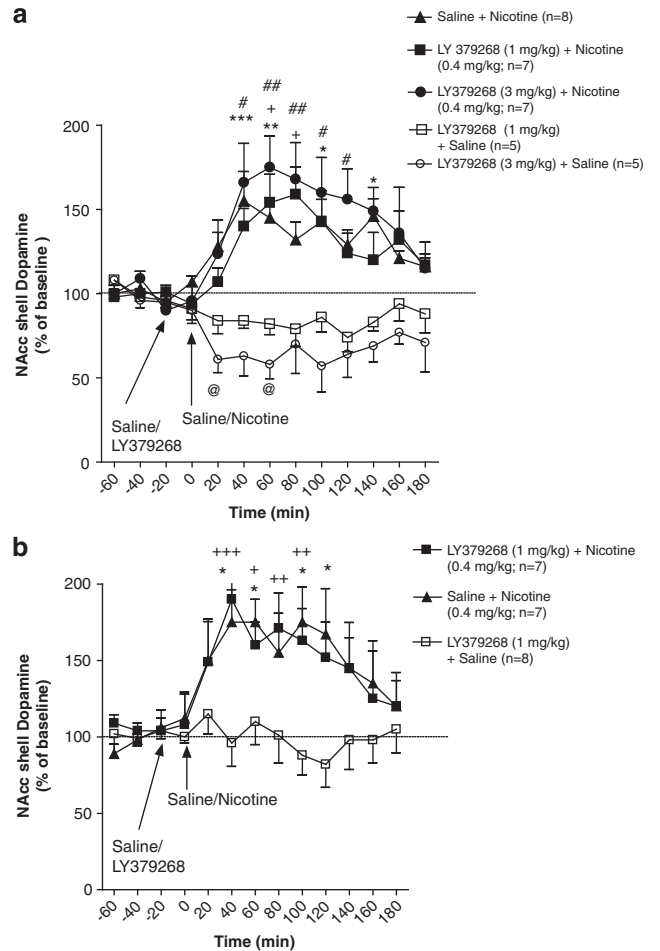 a
Saline + Nicotine (n=8)
LY 379268 (1 mg/kg) + Nicotine
(0.4 mg/kg; n=7)
LY379268 (3 mg/kg) + Nicotine
(0.4 mg/kg; n=7)
LY379268 (1 mg/kg)
+ Saline (n=5)
LY379268 (3 mg/kg) + Saline (n=5)
##
# + ## #
*** ** + * # *
200
150
100
50
0
NAcc shell Dopamine
(% of baseline )
@ @
Saline/
LY379268
Saline/Nicotine
-60 -40 -20 0 20 40 60 80 100 120 140 160 180
Time (min)
b
LY379268 (1 mg/kg) + Nicotine
(0.4 mg/kg; n=7)
Saline + Nicotine
(0.4 mg/kg; n=7)
LY379268 (1 mg/kg)
+ Saline (n=8)
+++ + ++ ++
* * * *
200
150
100
50
0
NAcc shell Dopamine
(% of baseline)
Saline/Nicotine
Saline/
LY379268
-60 -40 -20 0 20 40 60 80 100 120 140 160 180
Time (min)